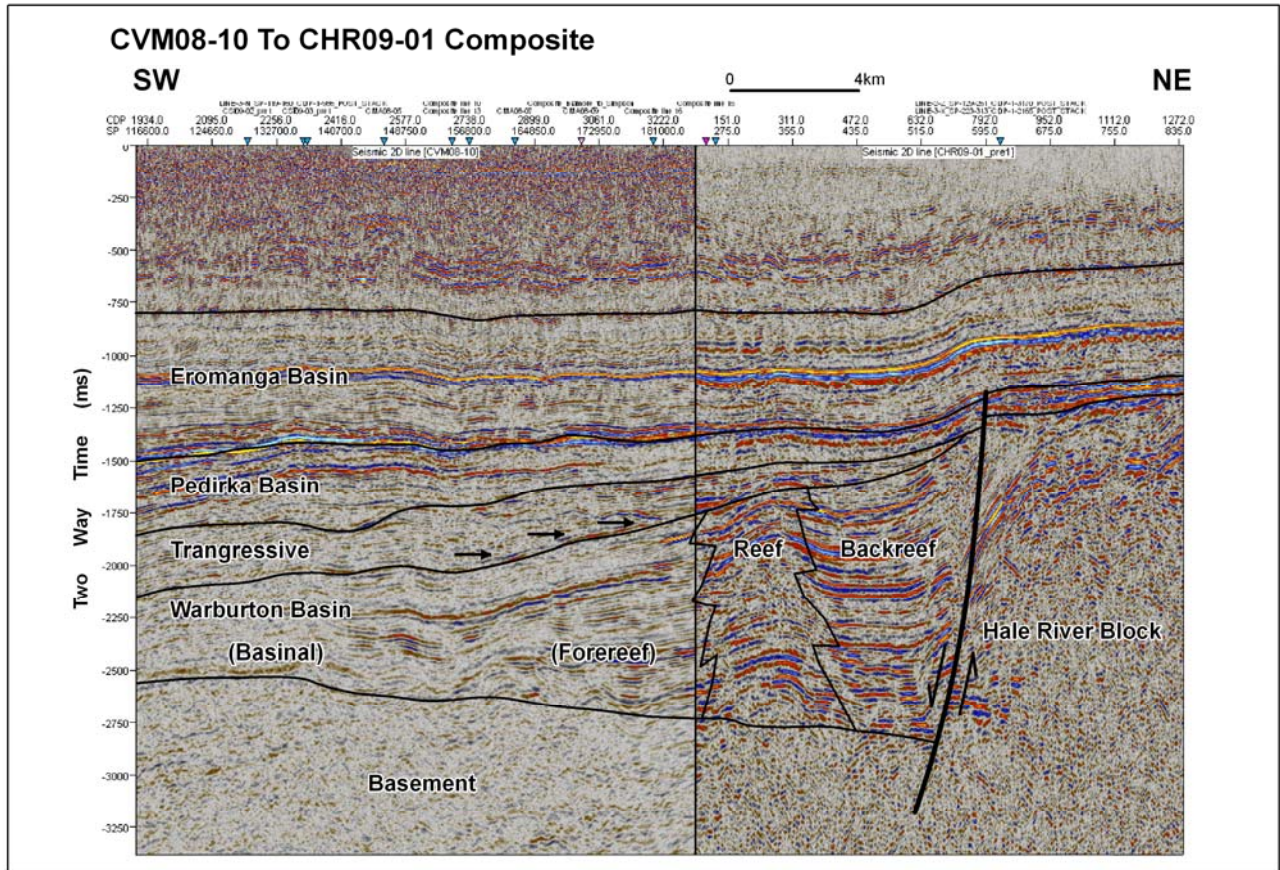 CVM08-10 To CHR09-01 Composite
SW
NE
0 4km
CDP 1934.0 2095.0 2256.0 2416.0 2577.0 2738.0 2899.0 3061.0 3222.0 151.0 311.0 472.0 632.0 792.0 952.0 1112.0 1272.0
SP 116600.0 124650.0 132700.0 140700.0 148750.0 156800.0 164850.0 172950.0 181000.0 275.0 355.0 435.0 515.0 595.0 675.0 755.0 835.0
Seismic 2D line [CVM08-10]
Seismic 2D line [CHR09-01_pre1]
0
-250
-500
-750
-1000
-1250
-1500
-1750
-2000
-2250
-2500
-2750
-3000
-3250
Two Way Time (ms)
Eromanga Basin
Pedirka Basin
Trangressive
Warburton Basin
(Basinal)
(Forereef)
Reef
Backreef
Hale River Block
Basement